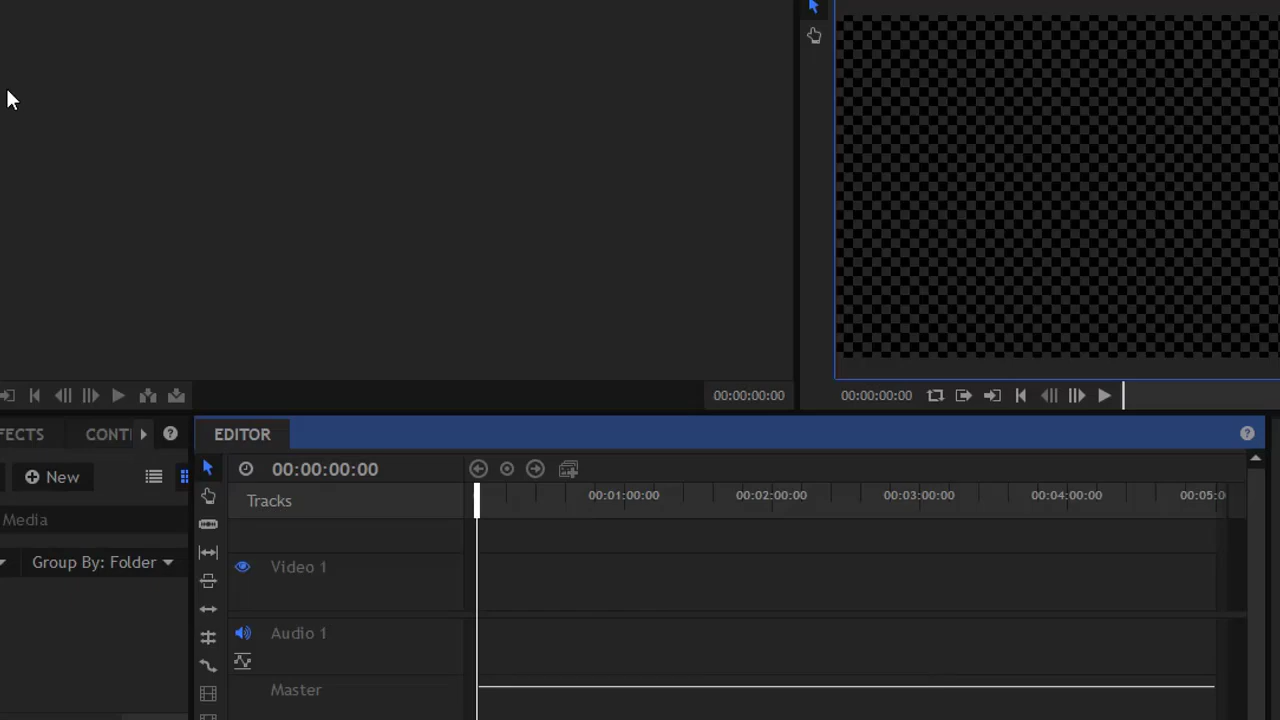 00:00:00:00
00:00:00:00
FECTS
CONTI
EDITOR
New
00:00:00:00
Tracks
00:01:00:00
00:02:00:00
00:03:00:00
00:04:00:00
00:05:0
Media
Group By: Folder
Video 1
Audio 1
Master